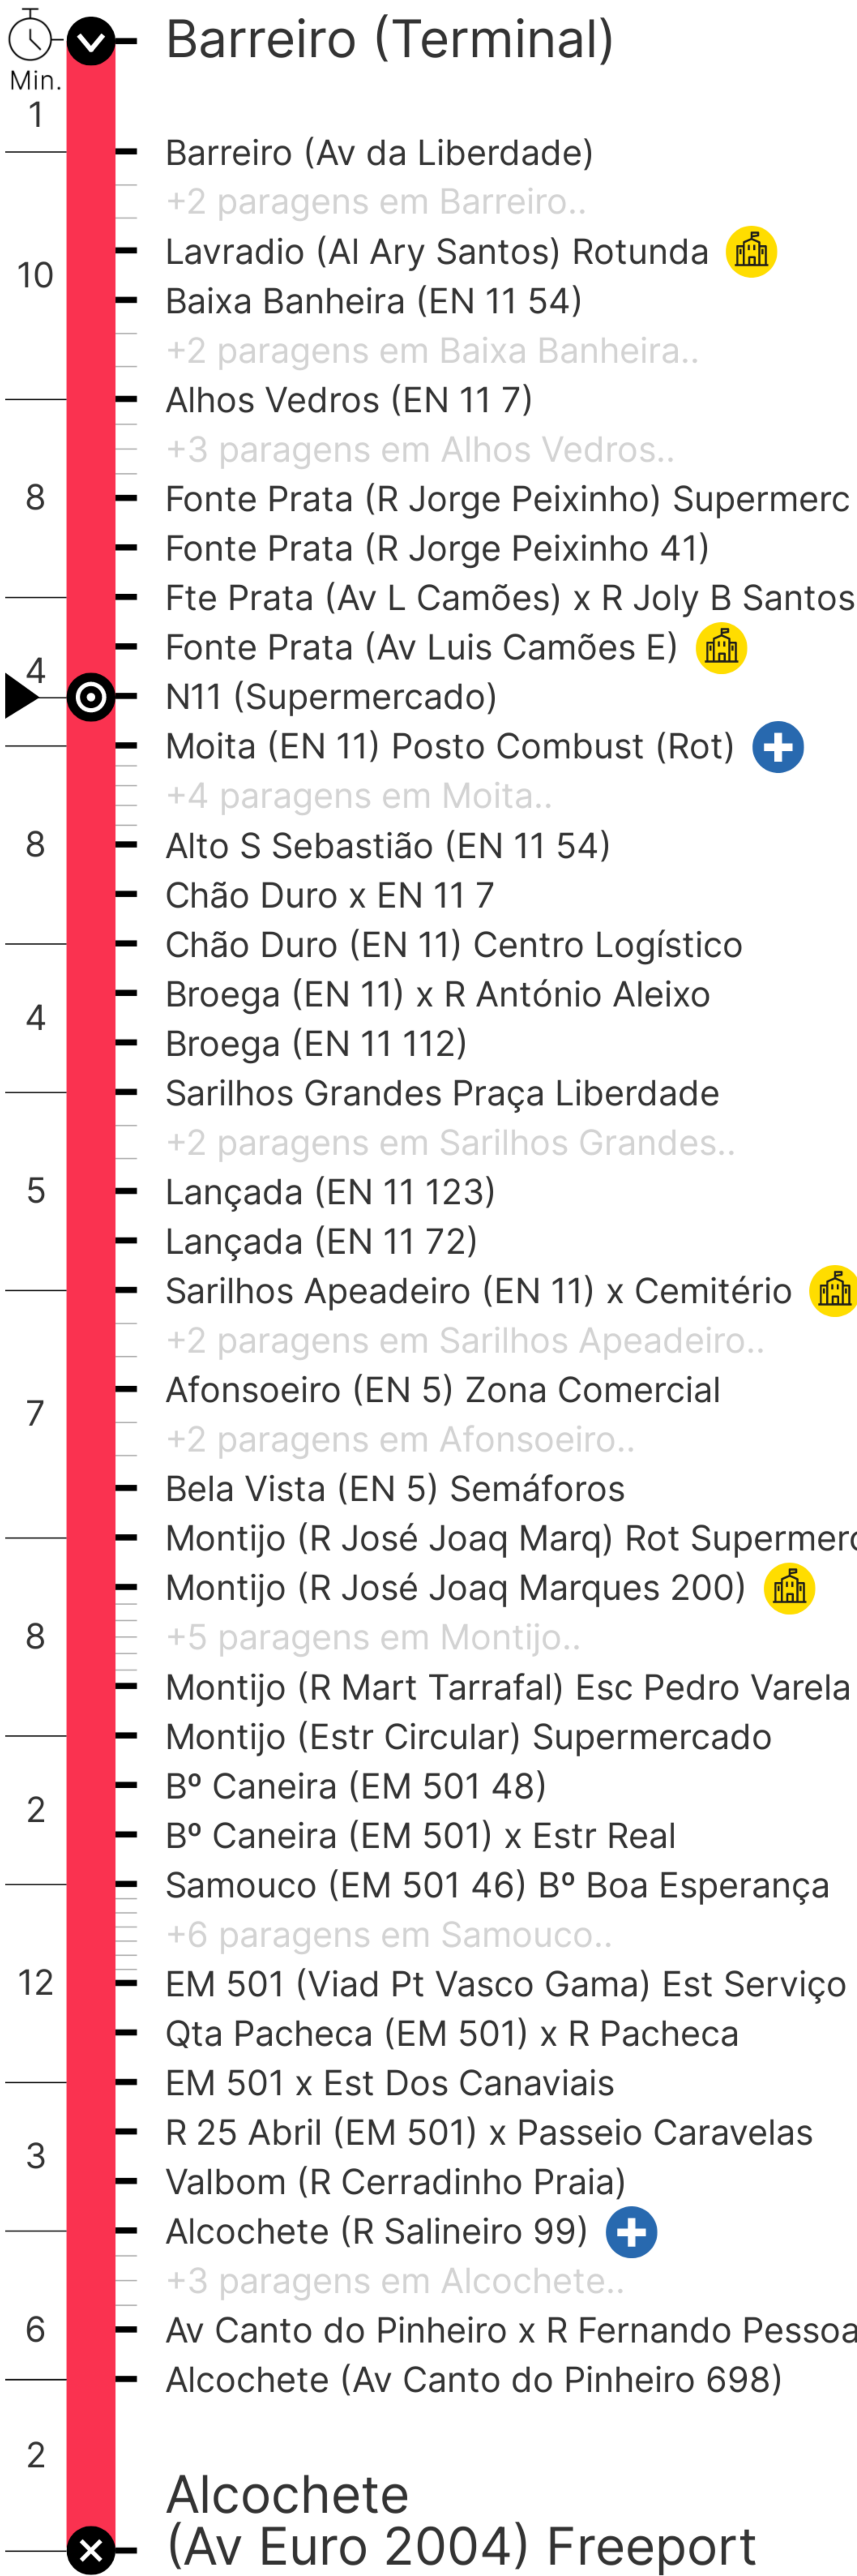 Barreiro (Terminal)
Min.
1
Barreiro (Av da Liberdade)
+2 paragens em Barreiro..
Lavradio (Al Ary Santos) Rotunda
10
Baixa Banheira (EN 11 54)
+2 paragens em Baixa Banheira..
Alhos Vedros (EN 11 7)
+3 paragens em Alhos Vedros..
8
Fonte Prata (R Jorge Peixinho) Supermerc
Fonte Prata (R Jorge Peixinho 41)
Fte Prata (Av L Camões) x R Joly B Santos
Fonte Prata (Av Luis Camões E)
4
N11 (Supermercado)
Moita (EN 11) Posto Combust (Rot)
+4 paragens em Moita..
8
Alto S Sebastião (EN 11 54)
Chão Duro x EN 11 7
Chão Duro (EN 11) Centro Logístico
Broega (EN 11) x R António Aleixo
4
Broega (EN 11 112)
Sarilhos Grandes Praça Liberdade
+2 paragens em Sarilhos Grandes..
5
Lançada (EN 11 123)
Lançada (EN 11 72)
Sarilhos Apeadeiro (EN 11) x Cemitério
+2 paragens em Sarilhos Apeadeiro..
Afonsoeiro (EN 5) Zona Comercial
7
+2 paragens em Afonsoeiro..
Bela Vista (EN 5) Semáforos
Montijo (R José Joaq Marq) Rot Supermerc
Montijo (R José Joaq Marques 200)
8
+5 paragens em Montijo..
Montijo (R Mart Tarrafal) Esc Pedro Varela
Montijo (Estr Circular) Supermercado
Bº Caneira (EM 501 48)
2
Bº Caneira (EM 501) x Estr Real
Samouco (EM 501 46) Bº Boa Esperança
+6 paragens em Samouco..
12
EM 501 (Viad Pt Vasco Gama) Est Serviço
Qta Pacheca (EM 501) x R Pacheca
EM 501 x Est Dos Canaviais
R 25 Abril (EM 501) x Passeio Caravelas
3
Valbom (R Cerradinho Praia)
Alcochete (R Salineiro 99)
+3 paragens em Alcochete..
6
Av Canto do Pinheiro x R Fernando Pessoa
Alcochete (Av Canto do Pinheiro 698)
2
Alcochete
(Av Euro 2004) Freeport